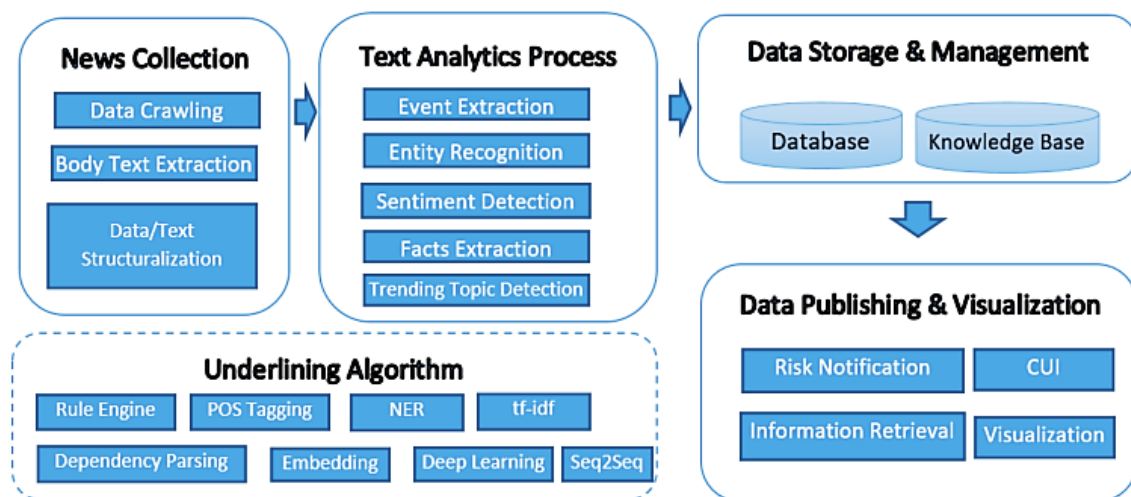 News Collection
Data Crawling
Body Text Extraction
Data/Text
Structuralization
Text Analytics Process
Event Extraction
Entity Recognition
Sentiment Detection
Facts Extraction
Trending Topic Detection
Data Storage & Management
Database
Knowledge Base
Data Publishing & Visualization
Risk Notification
CUI
Information Retrieval
Visualization
Underlining Algorithm
Rule Engine
POS Tagging
NER
tf-idf
Dependency Parsing
Embedding
Deep Learning
Seq2Seq